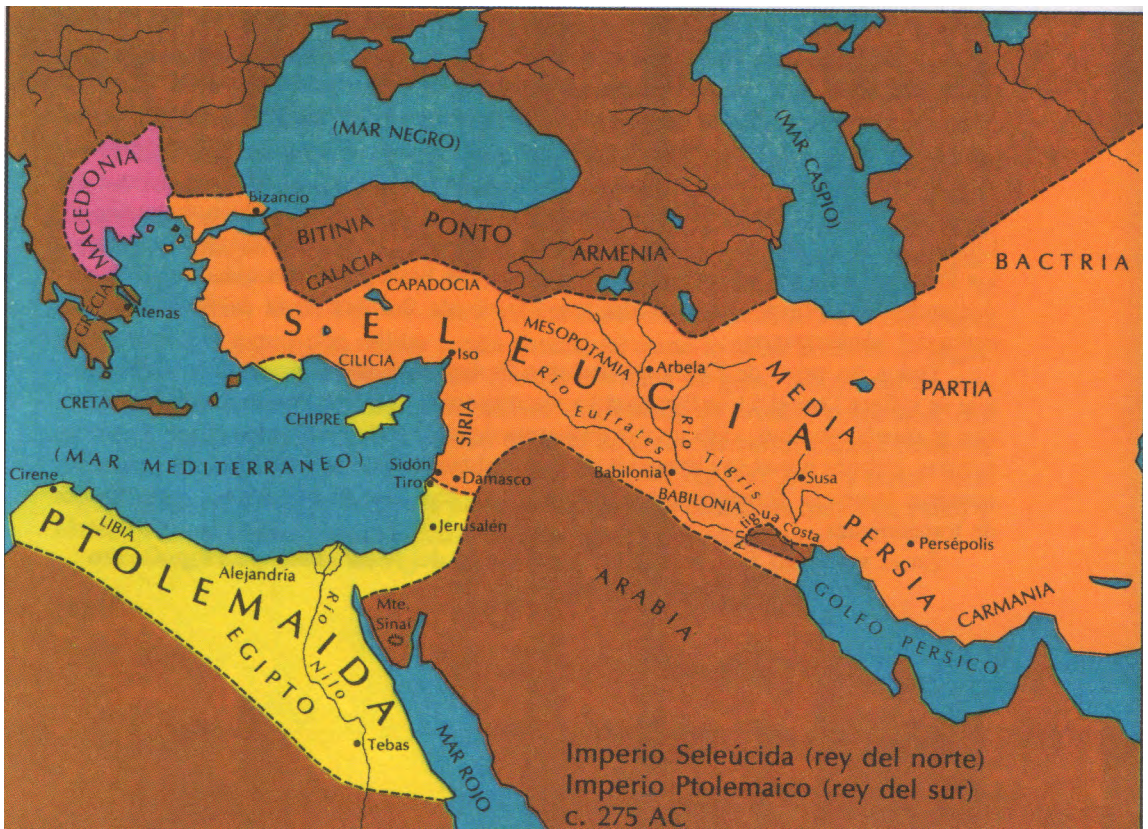 (MAR NEGRO)
(MAR CASPIO)
MACEDONIA
Bizancio
BITINIA
PONTO
GALACIA
ARMENIA
BACTRIA
GRECIA
Atenas
CAPADOCIA
SELEUCIA
MESOPOTAMIA
CILICIA
Iso
Arbela
MEDIA
PARTIA
CRETA
CHIPRE
SIRIA
Río Eufrates
Río Tigris
(MAR MEDITERRANEO)
Cirene
Sidón
Tiro
Damasco
Babilonia
Susa
BABILONIA
Antigua costa
LIBIA
Jerusalén
PERSIA
Persépolis
PTOLEMAIDA
Alejandría
ARABIA
CARMANIA
GOLFO PERSICO
Mte.
Sinaí
Río Nilo
EGIPTO
Tebas
MAR ROJO
Imperio Seleúcida (rey del norte)
Imperio Ptolemaico (rey del sur)
c. 275 AC